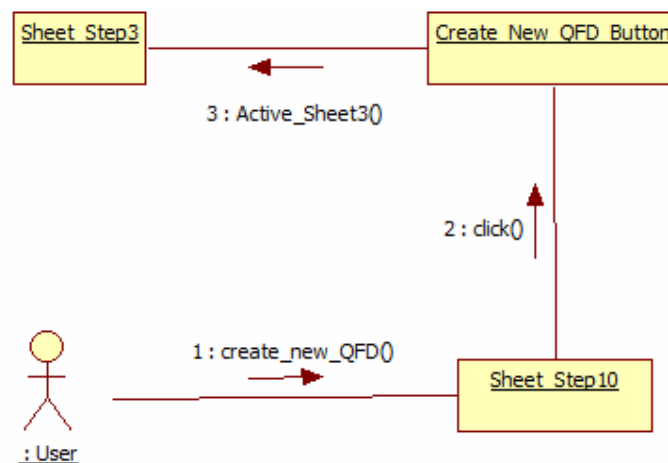 Sheet_Step3
Create_New_QFD_Button
3 : Active_Sheet3()
2 : click()
1 : create_new_QFD()
Sheet_Step10
: User